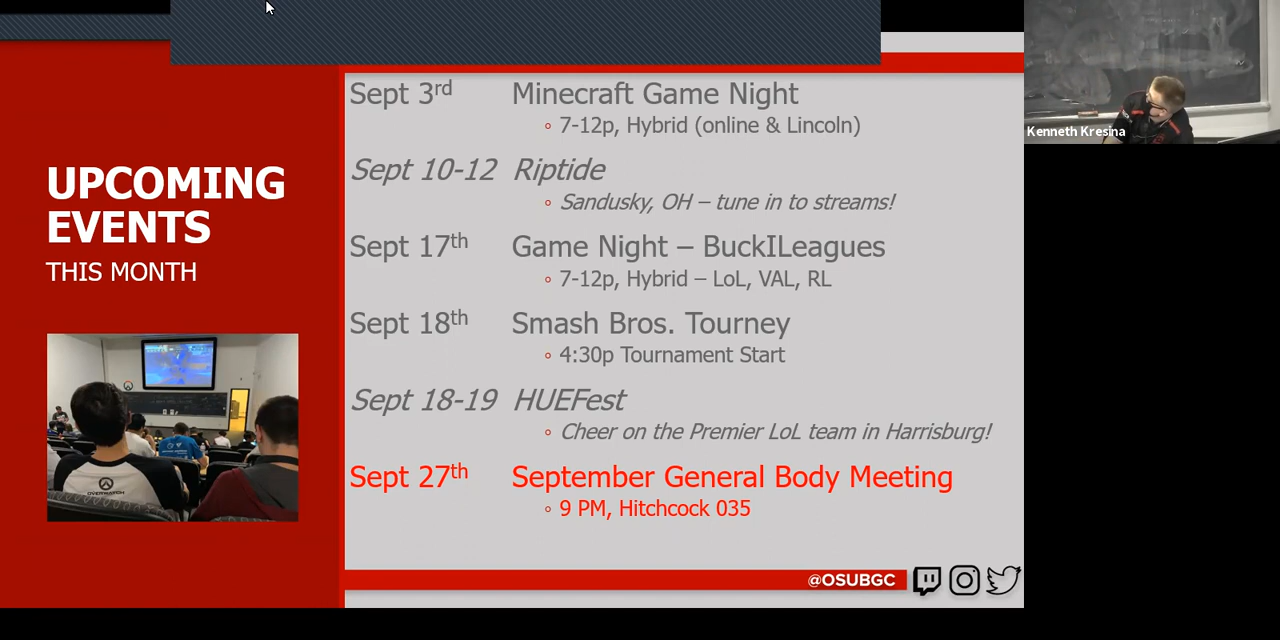 UPCOMING
EVENTS
THIS MONTH
Sept 3rd Minecraft Game Night
◦ 7-12p, Hybrid (online & Lincoln)
Sept 10-12 Riptide
◦ Sandusky, OH – tune in to streams!
Sept 17th Game Night – BuckILeagues
◦ 7-12p, Hybrid – LoL, VAL, RL
Sept 18th Smash Bros. Tourney
◦ 4:30p Tournament Start
Sept 18-19 HUEFest
◦ Cheer on the Premier LoL team in Harrisburg!
Sept 27th September General Body Meeting
◦ 9 PM, Hitchcock 035
@OSUBGC
Kenneth Kresina
OVERWATCH